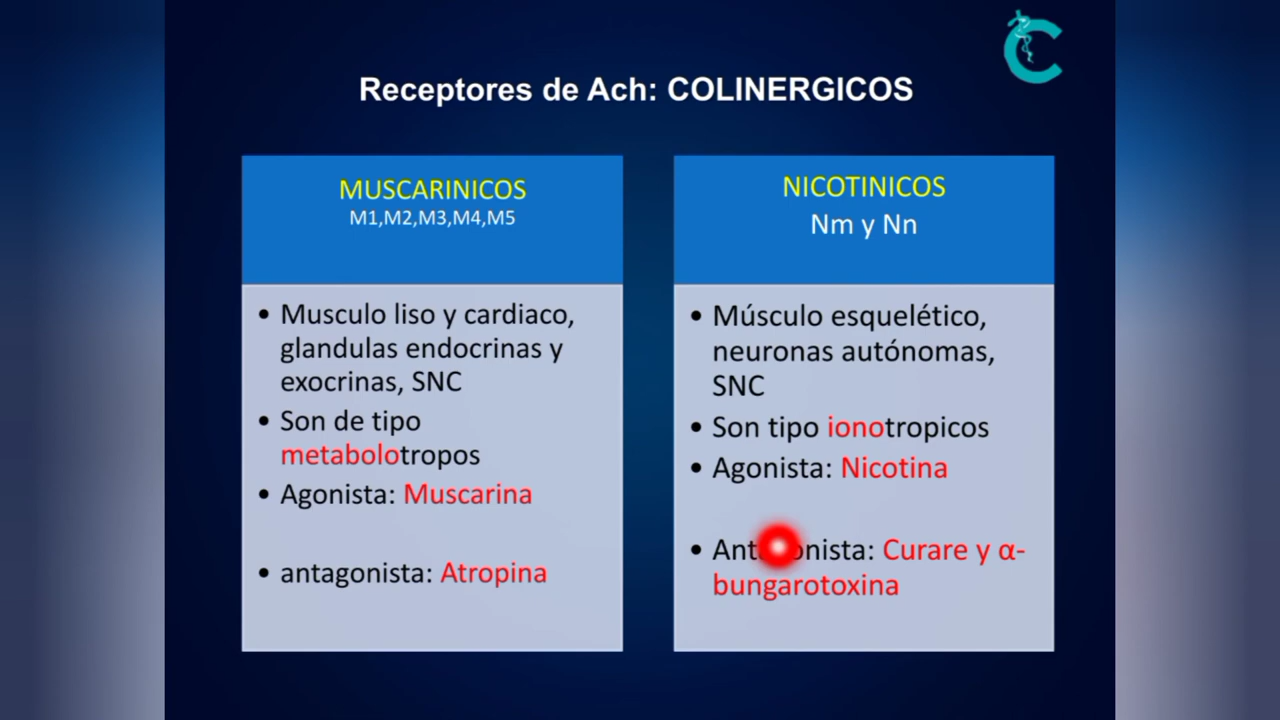 Receptores de Ach: COLINERGICOS
MUSCARINICOS
M1,M2,M3,M4,M5
• Musculo liso y cardiaco,
glandulas endocrinas y
exocrinas, SNC
• Son de tipo
metabolotropos
• Agonista: Muscarina
• antagonista: Atropina
NICOTINICOS
Nm y Nn
• Músculo esquelético,
neuronas autónomas,
SNC
• Son tipo ionotropicos
• Agonista: Nicotina
• Antagonista: Curare y α-
bungarotoxina